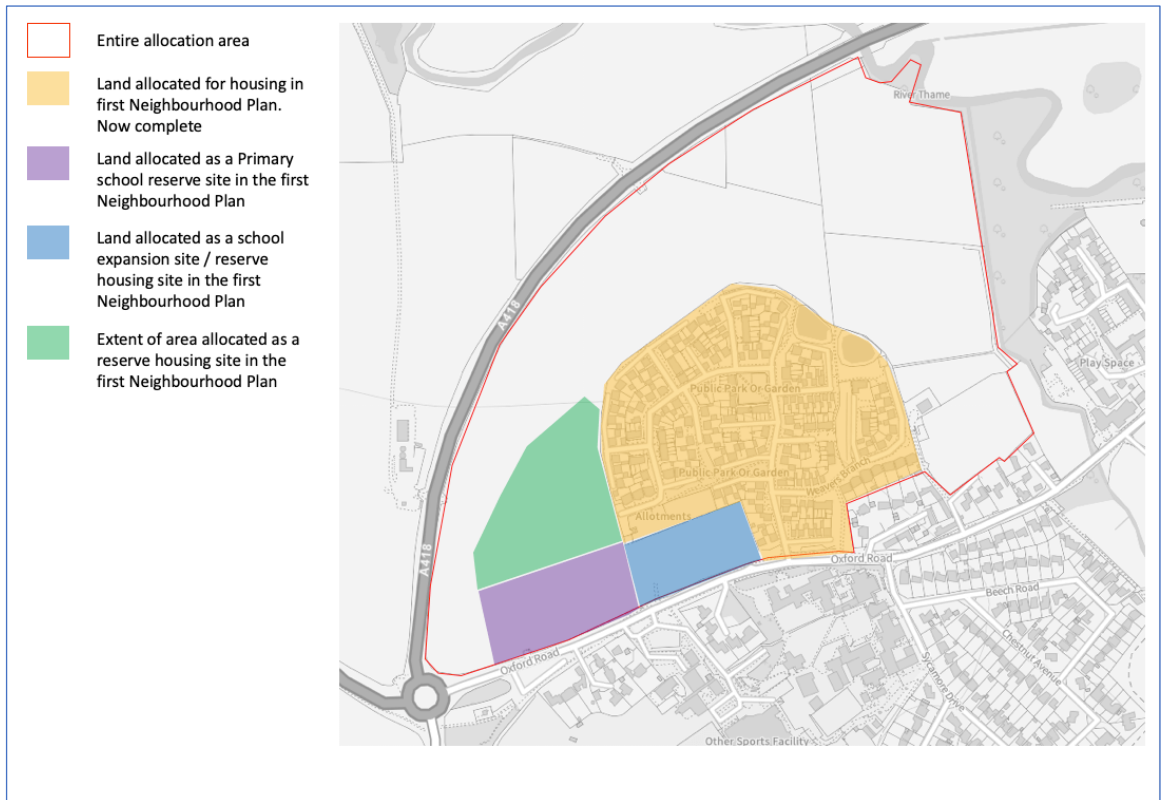 Entire allocation area
Land allocated for housing in
first Neighbourhood Plan.
Now complete
Land allocated as a Primary
school reserve site in the first
Neighbourhood Plan
Land allocated as a school
expansion site / reserve
housing site in the first
Neighbourhood Plan
Extent of area allocated as a
reserve housing site in the
first Neighbourhood Plan
River Thame
A418
Play Space
Public Park Or Garden
Public Park Or Garden
Weavers Branch
Allotments
A418
Oxford Road
Beech Road
Chestnut Avenue
Oxford Road
Sycamore Drive
Other Sports Facility